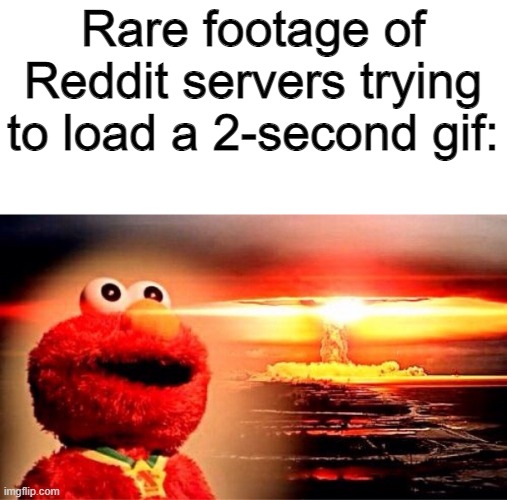 Rare footage of
Reddit servers trying
to load a 2-second gif:
imgflip.com